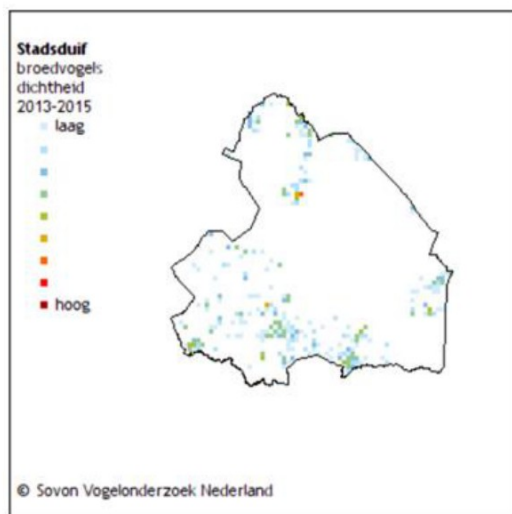 Stadsduif
broedvogels
dichtheid
2013-2015
laag
hoog
© Sovon Vogelonderzoek Nederland